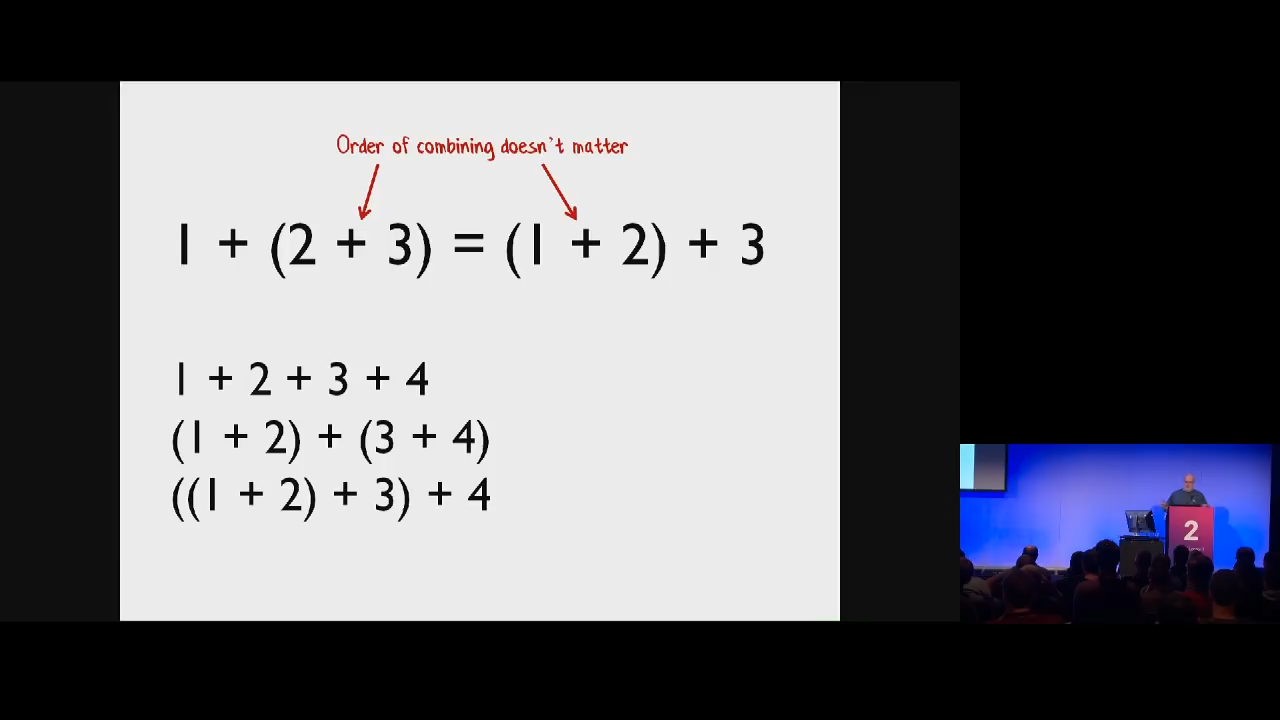 Order of combining doesn't matter
1 + (2 + 3) = (1 + 2) + 3
1 + 2 + 3 + 4
(1 + 2) + (3 + 4)
((1 + 2) + 3) + 4
2